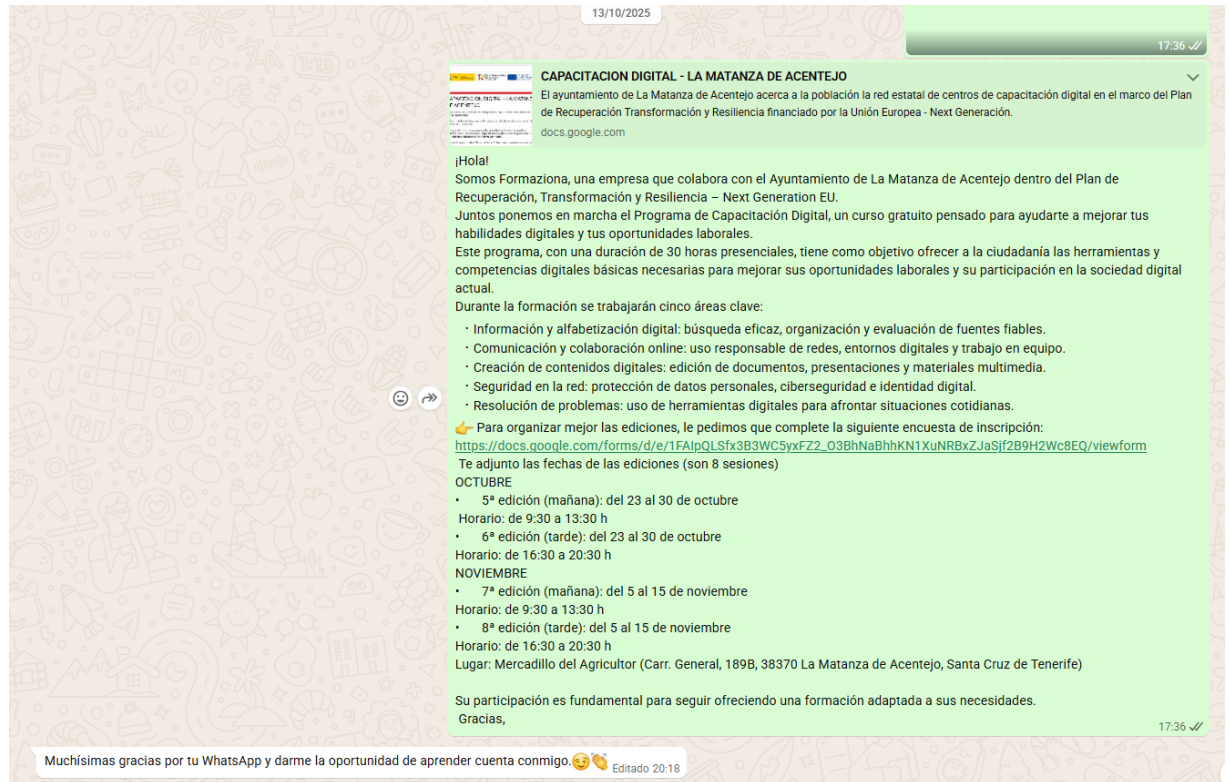 13/10/2025
17:36
CAPACITACION DIGITAL - LA MATANZA DE ACENTEJO
El ayuntamiento de La Matanza de Acentejo acerca a la población la red estatal de centros de capacitación digital en el marco del Plan
de Recuperación Transformación y Resiliencia financiado por la Unión Europea - Next Generación.
docs.google.com
¡Hola!
Somos Formaziona, una empresa que colabora con el Ayuntamiento de La Matanza de Acentejo dentro del Plan de
Recuperación, Transformación y Resiliencia – Next Generation EU.
Juntos ponemos en marcha el Programa de Capacitación Digital, un curso gratuito pensado para ayudarte a mejorar tus
habilidades digitales y tus oportunidades laborales.
Este programa, con una duración de 30 horas presenciales, tiene como objetivo ofrecer a la ciudadanía las herramientas y
competencias digitales básicas necesarias para mejorar sus oportunidades laborales y su participación en la sociedad digital
actual.
Durante la formación se trabajarán cinco áreas clave:
· Información y alfabetización digital: búsqueda eficaz, organización y evaluación de fuentes fiables.
· Comunicación y colaboración online: uso responsable de redes, entornos digitales y trabajo en equipo.
· Creación de contenidos digitales: edición de documentos, presentaciones y materiales multimedia.
· Seguridad en la red: protección de datos personales, ciberseguridad e identidad digital.
· Resolución de problemas: uso de herramientas digitales para afrontar situaciones cotidianas.
👉 Para organizar mejor las ediciones, le pedimos que complete la siguiente encuesta de inscripción:
https://docs.google.com/forms/d/e/1FAIpQLSfx3B3WC5yxFZ2_O3BhNaBhhKN1XuNRBxZJaSjf2B9H2Wc8EQ/viewform
Te adjunto las fechas de las ediciones (son 8 sesiones)
OCTUBRE
• 5ª edición (mañana): del 23 al 30 de octubre
Horario: de 9:30 a 13:30 h
• 6ª edición (tarde): del 23 al 30 de octubre
Horario: de 16:30 a 20:30 h
NOVIEMBRE
• 7ª edición (mañana): del 5 al 15 de noviembre
Horario: de 9:30 a 13:30 h
• 8ª edición (tarde): del 5 al 15 de noviembre
Horario: de 16:30 a 20:30 h
Lugar: Mercadillo del Agricultor (Carr. General, 189B, 38370 La Matanza de Acentejo, Santa Cruz de Tenerife)
Su participación es fundamental para seguir ofreciendo una formación adaptada a sus necesidades.
Gracias,
17:36
Muchísimas gracias por tu WhatsApp y darme la oportunidad de aprender cuenta conmigo.😉👏 Editado 20:18